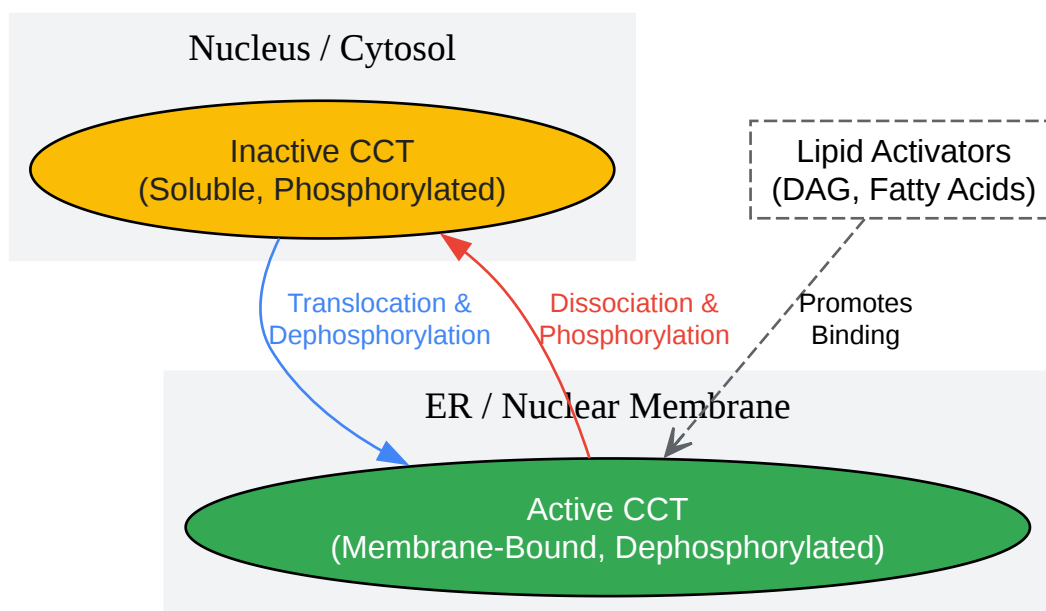 Nucleus / Cytosol
Inactive CCT
(Soluble, Phosphorylated)
Lipid Activators
(DAG, Fatty Acids)
Translocation &
Dephosphorylation
Dissociation &
Phosphorylation
Promotes
Binding
ER / Nuclear Membrane
Active CCT
(Membrane-Bound, Dephosphorylated)